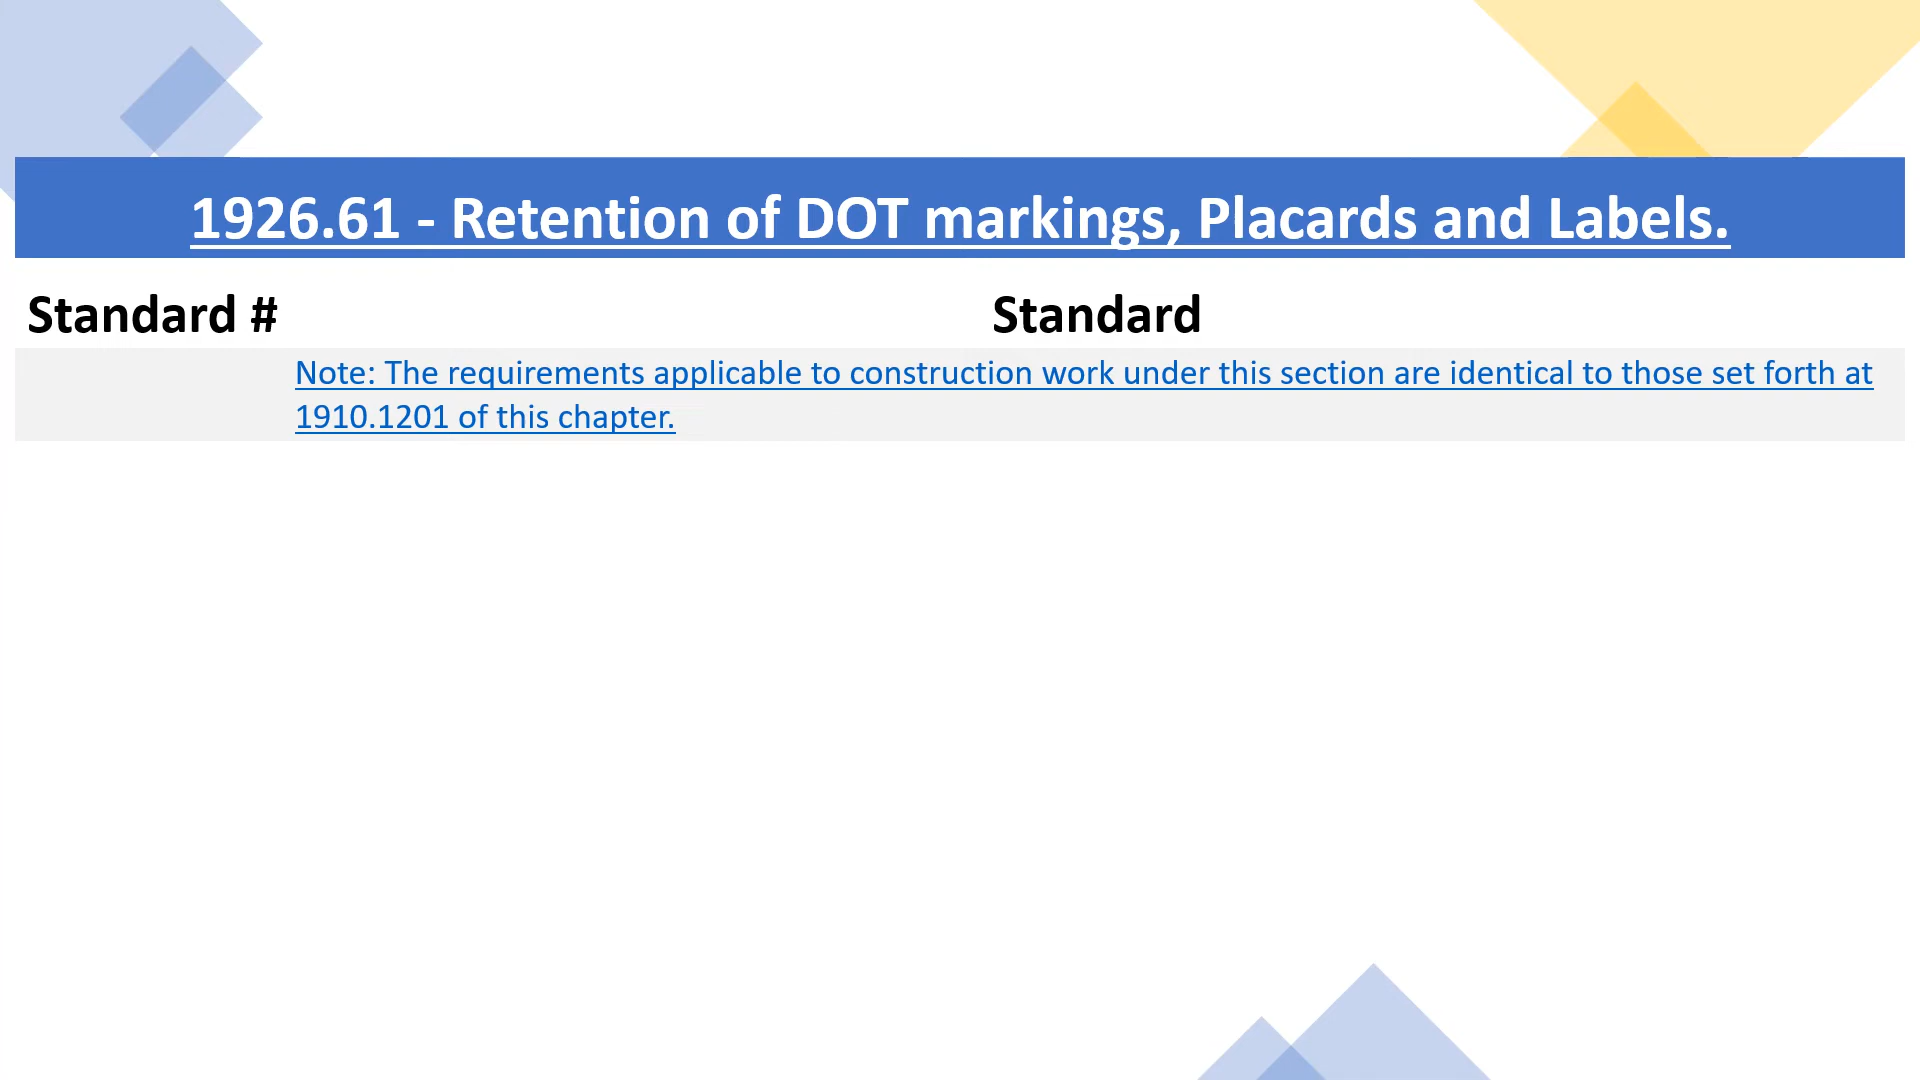 1926.61 - Retention of DOT markings, Placards and Labels.
Standard # Standard
Note: The requirements applicable to construction work under this section are identical to those set forth at
1910.1201 of this chapter.